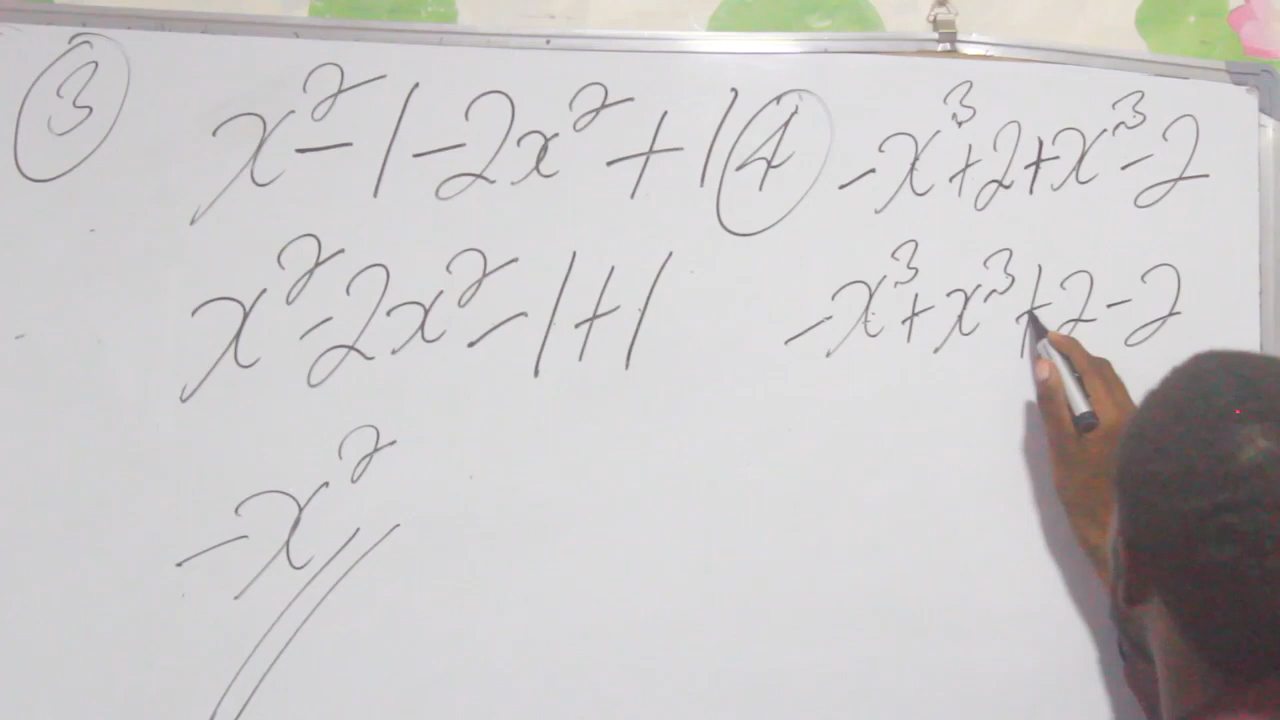 ③ x² - 1 - 2x² + 1
x² - 2x² - 1 + 1
-x²
④ -x³ + 2 + x³ - 2
-x³ + x³ + 2 - 2